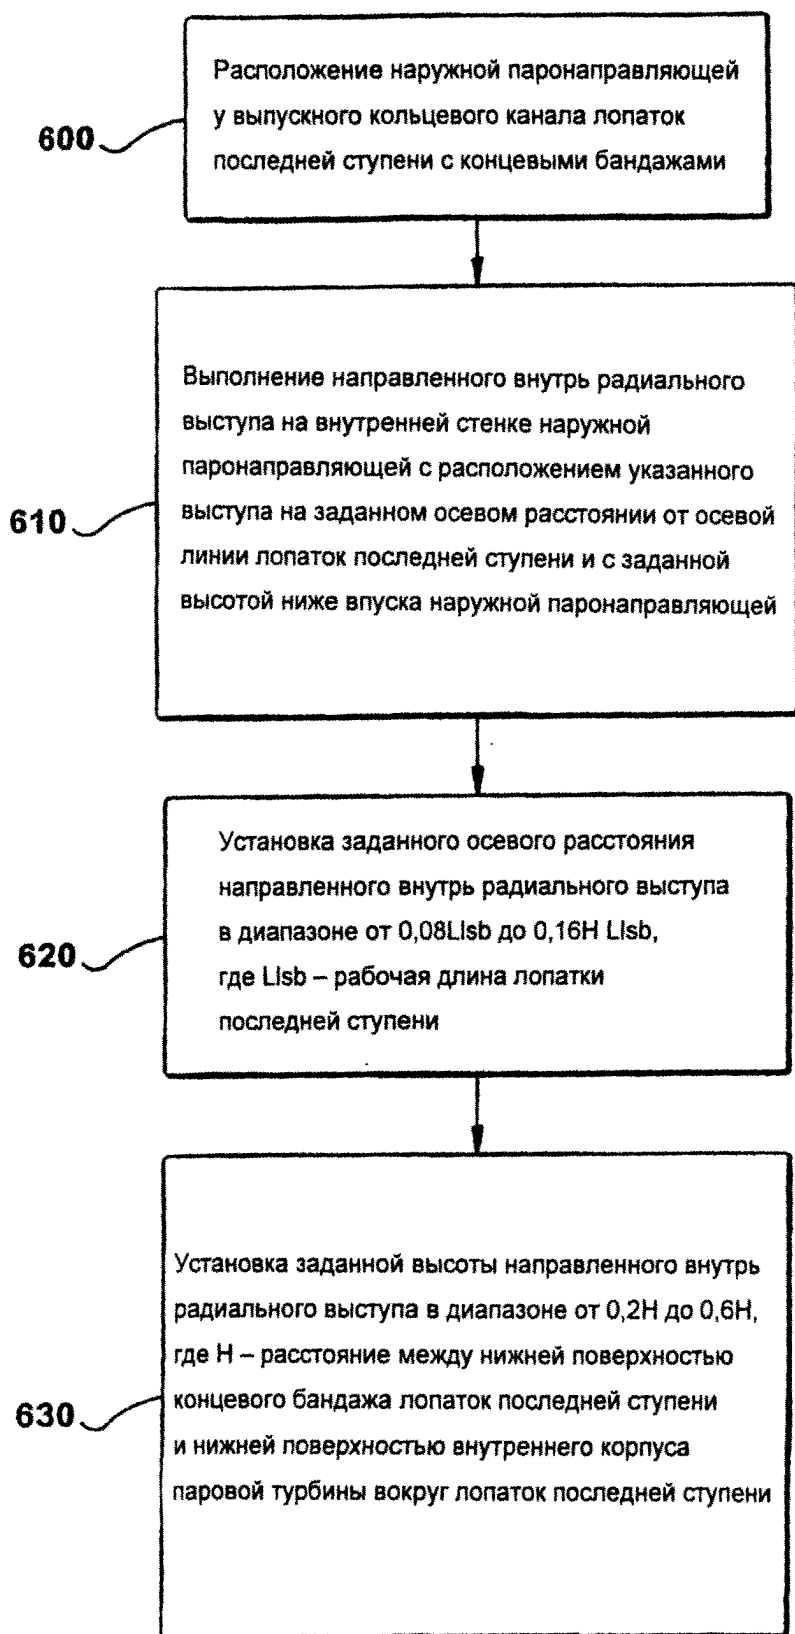 Расположение наружной паронаправляющей
у выпускного кольцевого канала лопаток
последней ступени с концевыми бандажами
600
Выполнение направленного внутрь радиального
выступа на внутренней стенке наружной
паронаправляющей с расположением указанного
выступа на заданном осевом расстоянии от осевой
линии лопаток последней ступени и с заданной
высотой ниже впуска наружной паронаправляющей
610
Установка заданного осевого расстояния
направленного внутрь радиального выступа
в диапазоне от 0,08Llsb до 0,16H Llsb,
где Llsb – рабочая длина лопатки
последней ступени
620
Установка заданной высоты направленного внутрь
радиального выступа в диапазоне от 0,2H до 0,6H,
где H – расстояние между нижней поверхностью
концевого бандажа лопаток последней ступени
и нижней поверхностью внутреннего корпуса
паровой турбины вокруг лопаток последней ступени
630